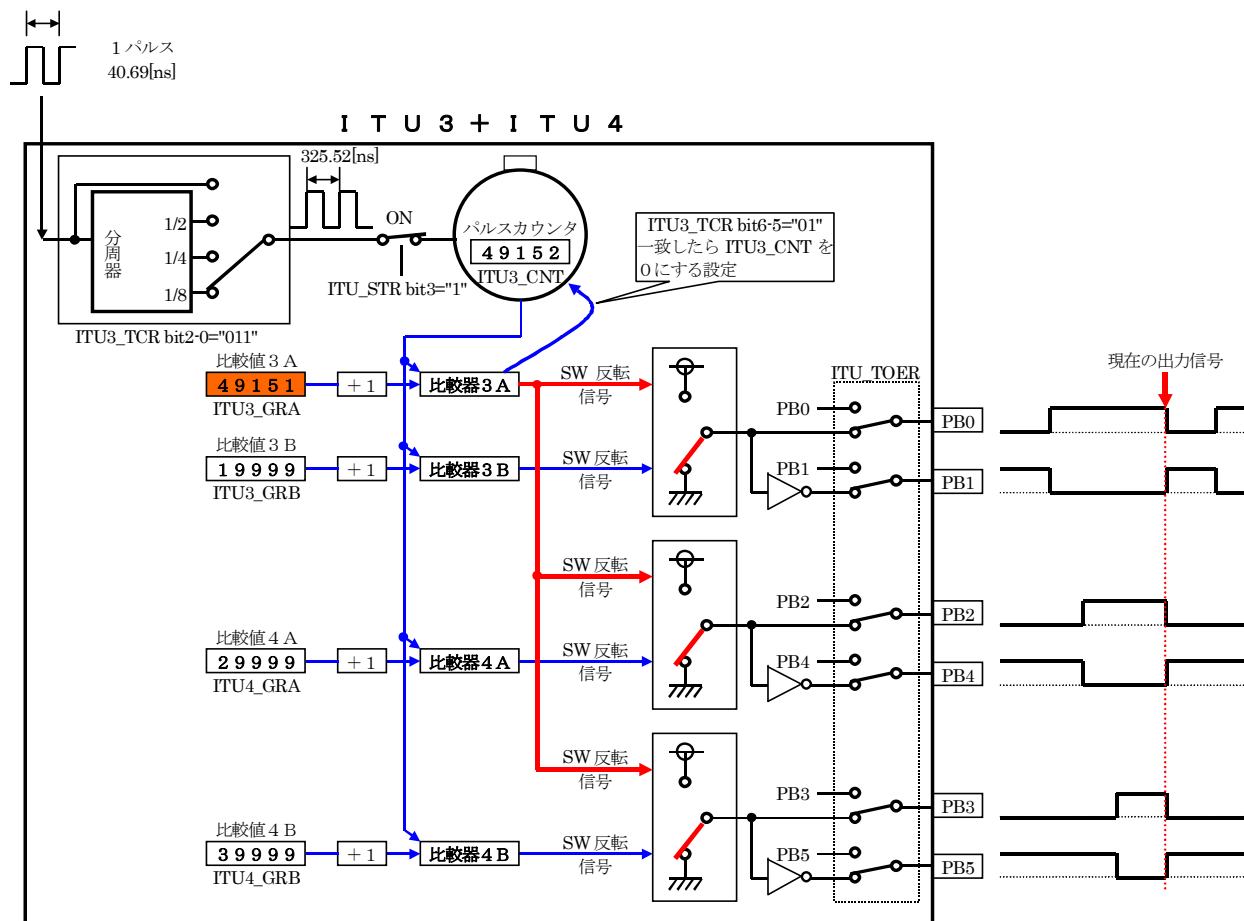 1 パルス
40.69[ns]
ＩＴＵ３＋ＩＴＵ４
325.52[ns]
分周器
1/2
1/4
1/8
ON
パルスカウンタ
49152
ITU3_CNT
ITU3_TCR bit6-5="01"
一致したら ITU3_CNT を
０にする設定
ITU_STR bit3="1"
ITU3_TCR bit2-0="011"
比較値３A
49151
ITU3_GRA
＋1
比較器３A
SW 反転
信号
ITU_TOER
現在の出力信号
PB0
PB0
比較値３B
19999
ITU3_GRB
＋1
比較器３B
SW 反転
信号
PB1
PB1
SW 反転
信号
PB2
PB2
比較値４A
29999
ITU4_GRA
＋1
比較器４A
SW 反転
信号
PB4
PB4
SW 反転
信号
PB3
PB3
比較値４B
39999
ITU4_GRB
＋1
比較器４B
SW 反転
信号
PB5
PB5